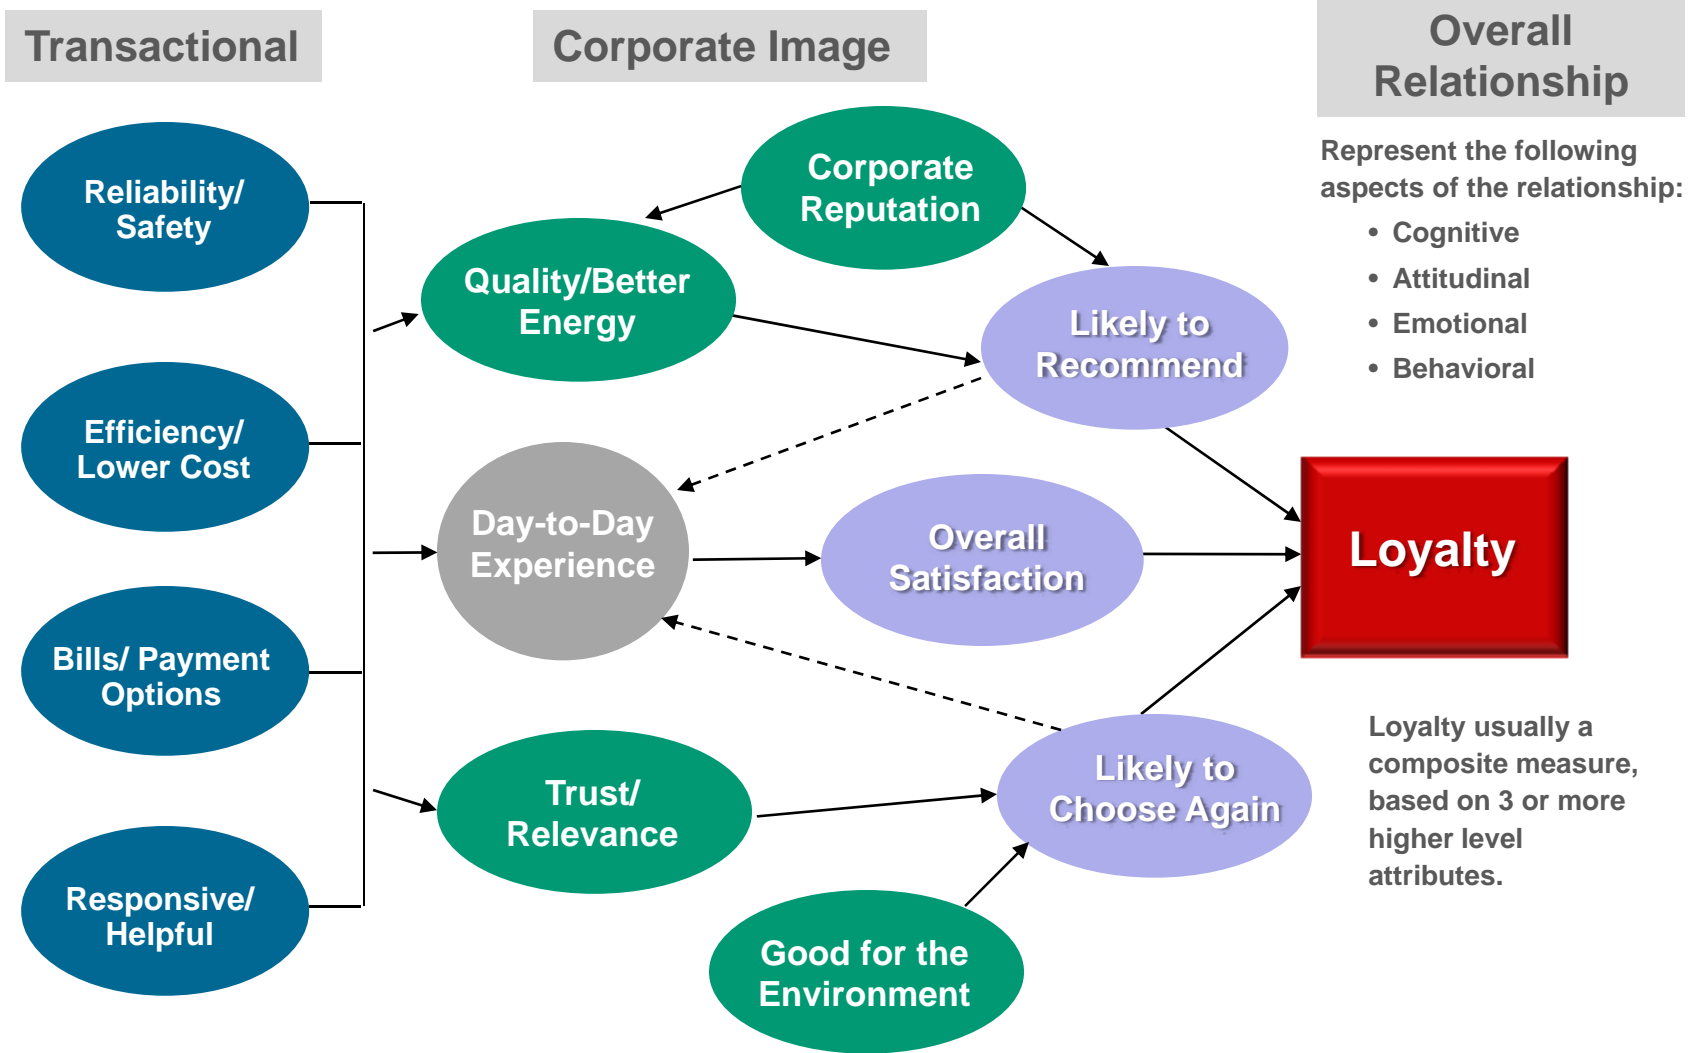 Transactional
Corporate Image
Overall
Relationship
Represent the following
aspects of the relationship:
• Cognitive
• Attitudinal
• Emotional
• Behavioral
Reliability/
Safety
Efficiency/
Lower Cost
Bills/ Payment
Options
Responsive/
Helpful
Corporate
Reputation
Quality/Better
Energy
Day-to-Day
Experience
Trust/
Relevance
Good for the
Environment
Likely to
Recommend
Overall
Satisfaction
Likely to
Choose Again
Loyalty
Loyalty usually a
composite measure,
based on 3 or more
higher level
attributes.